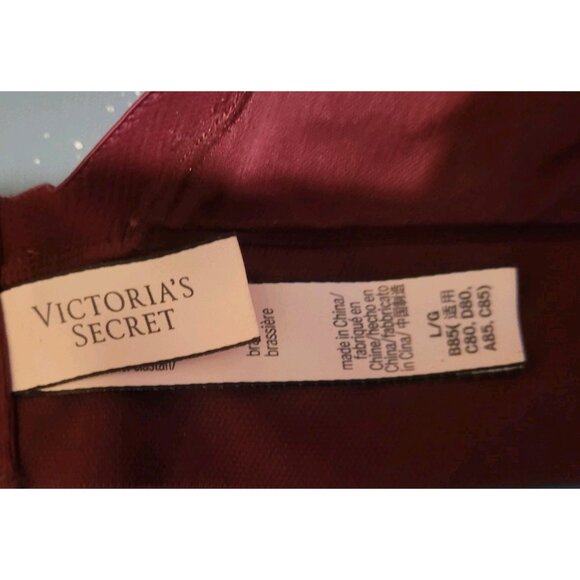 VICTORIA'S
SECRET
brassière
made in China/
fabriqué en
Chine/hecho en
China/fabbricato
in Cina/ 中国制造
L/G
B85( 适用
C80, D80,
A85, C85)